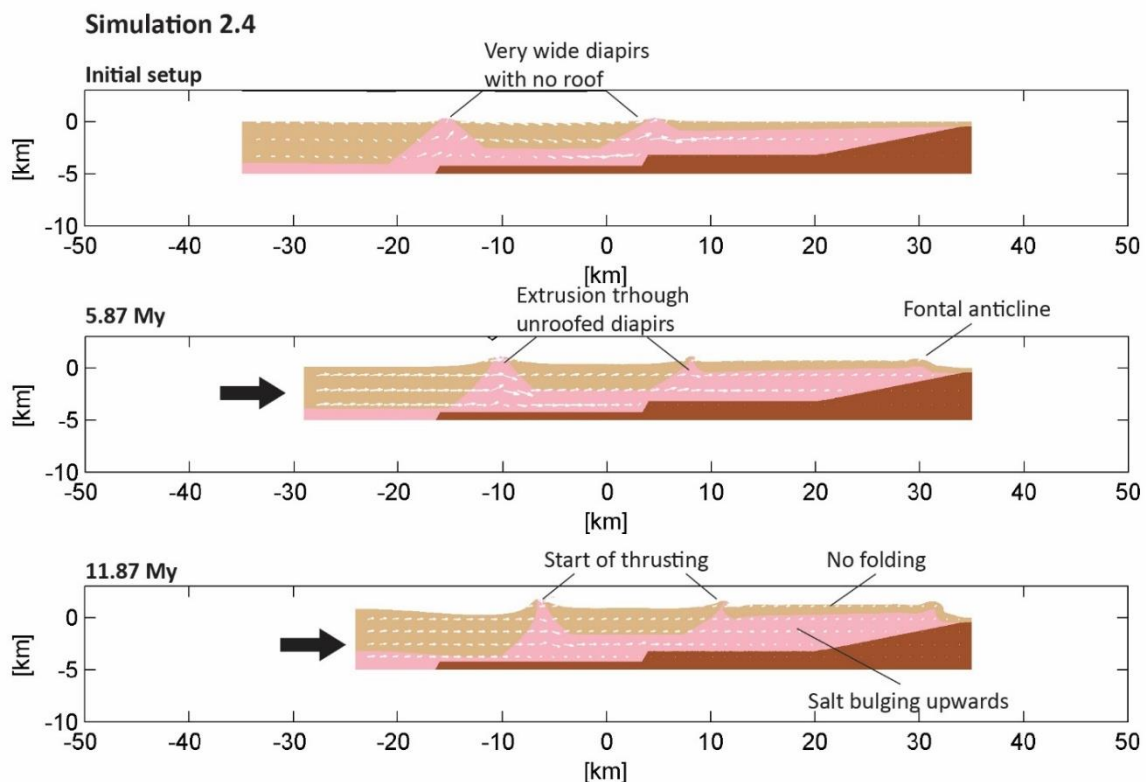 Simulation 2.4
Very wide diapirs
with no roof
Initial setup
[km]
0
-5
-10
-50 -40 -30 -20 -10 0 10 20 30 40 50
[km]
5.87 My
Extrusion trhough
unroofed diapirs
Fontal anticline
[km]
0
-5
-10
-50 -40 -30 -20 -10 0 10 20 30 40 50
[km]
11.87 My
Start of thrusting
No folding
[km]
0
-5
Salt bulging upwards
-10
-50 -40 -30 -20 -10 0 10 20 30 40 50
[km]